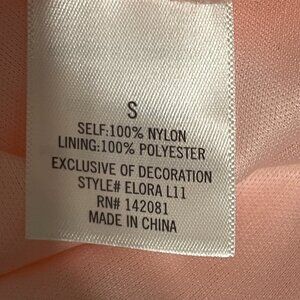 S
SELF:100% NYLON
LINING:100% POLYESTER
EXCLUSIVE OF DECORATION
STYLE# ELORA L11
RN# 142081
MADE IN CHINA